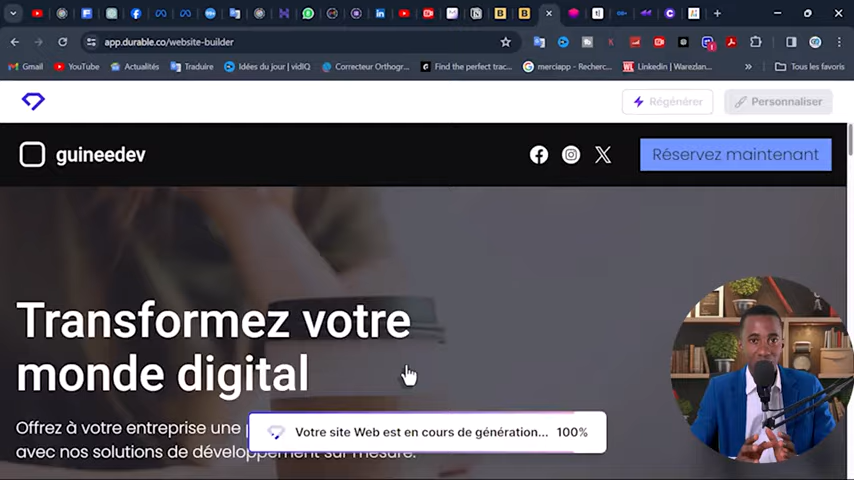 app.durable.co/website-builder
Gmail
YouTube
Actualités
Traduire
Idées du jour | vidIQ
Correcteur Orthogr...
Find the perfect trac...
merciapp - Recherc...
Linkedin | Warezlan...
Tous les favoris
Régénérer
Personnaliser
guineedev
Réservez maintenant
Transformez votre
monde digital
Offrez à votre entreprise une
avec nos solutions de développement sur mesure.
Votre site Web est en cours de génération... 100%